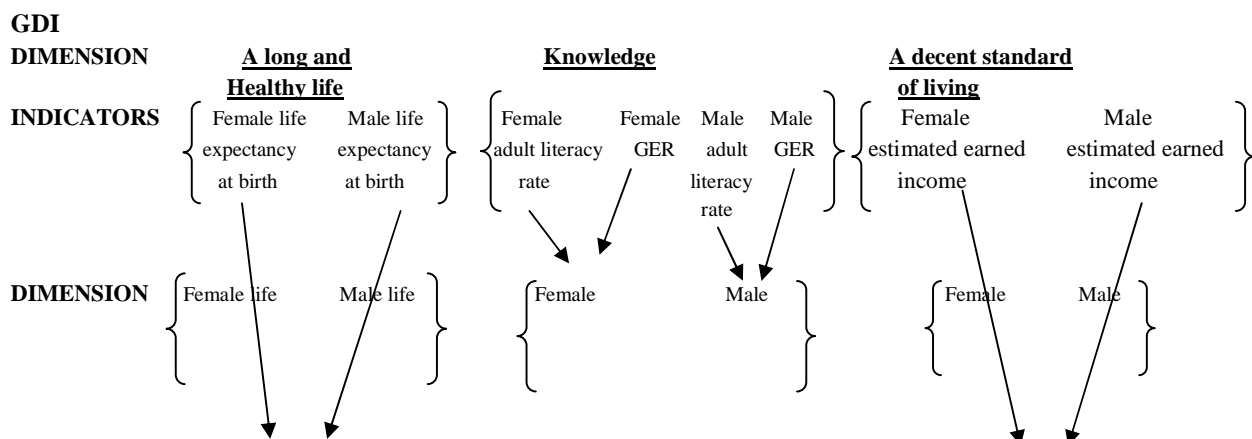 GDI
DIMENSION A long and Knowledge A decent standard
Healthy life of living
INDICATORS Female life Male life Female Female Male Male Female Male
expectancy expectancy adult literacy GER adult GER estimated earned estimated earned
at birth at birth rate literacy income income
rate
DIMENSION Female life Male life Female Male Female Male